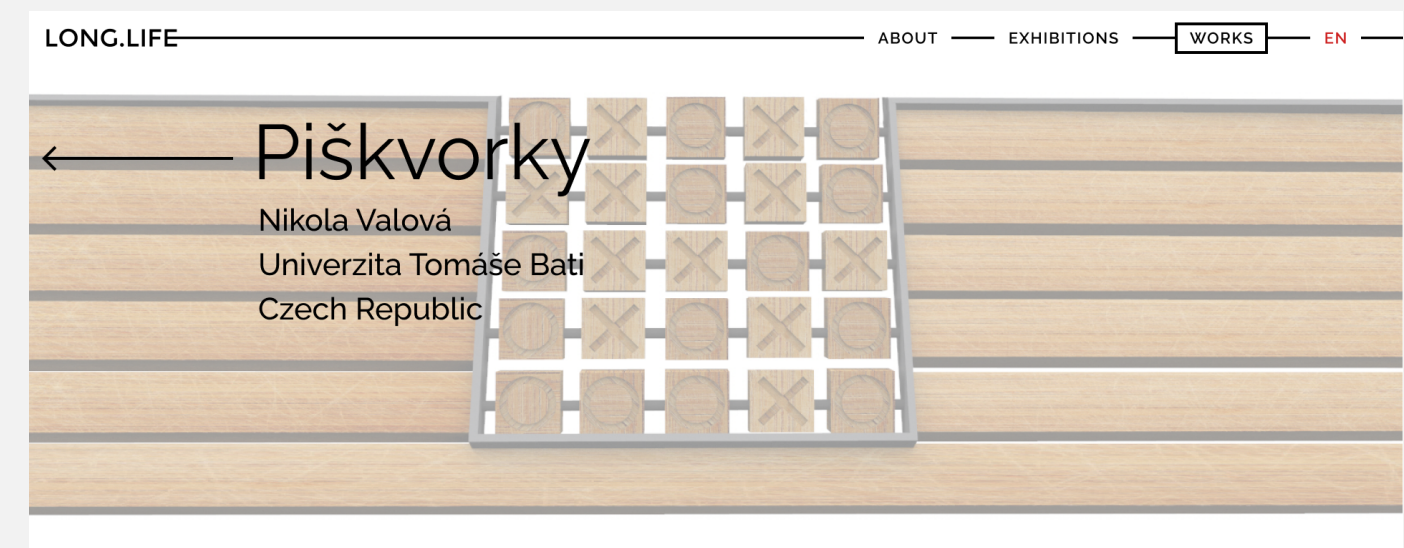 LONG.LIFE
ABOUT
EXHIBITIONS
WORKS
EN
Piškvorky
Nikola Valová
Univerzita Tomáše Bati
Czech Republic